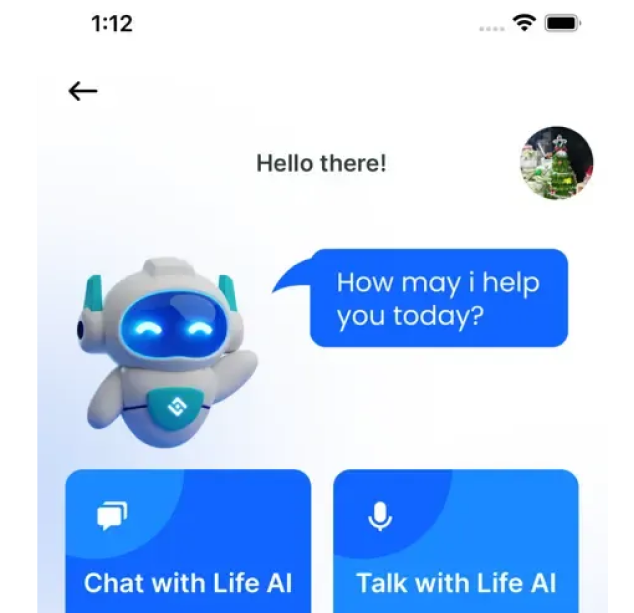 1:12
Hello there!
How may i help
you today?
Chat with Life AI
Talk with Life AI